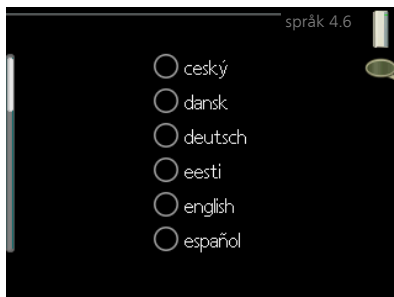 språk 4.6
ceský
dansk
deutsch
eesti
english
español